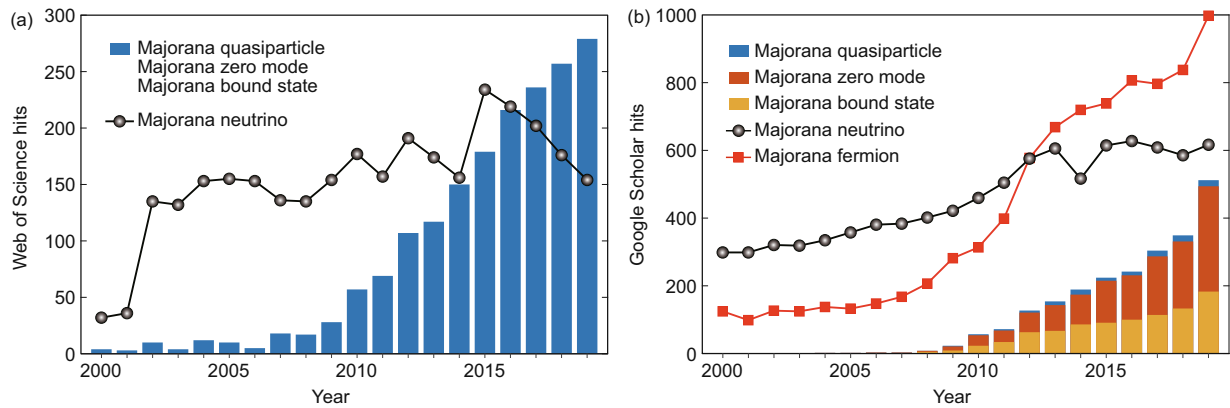 (a)
300
250
200
150
100
50
0
Web of Science hits
Majorana quasiparticle
Majorana zero mode
Majorana bound state
Majorana neutrino
2000 2005 2010 2015
Year
(b)
1000
800
600
400
200
0
Google Scholar hits
Majorana quasiparticle
Majorana zero mode
Majorana bound state
Majorana neutrino
Majorana fermion
2000 2005 2010 2015
Year